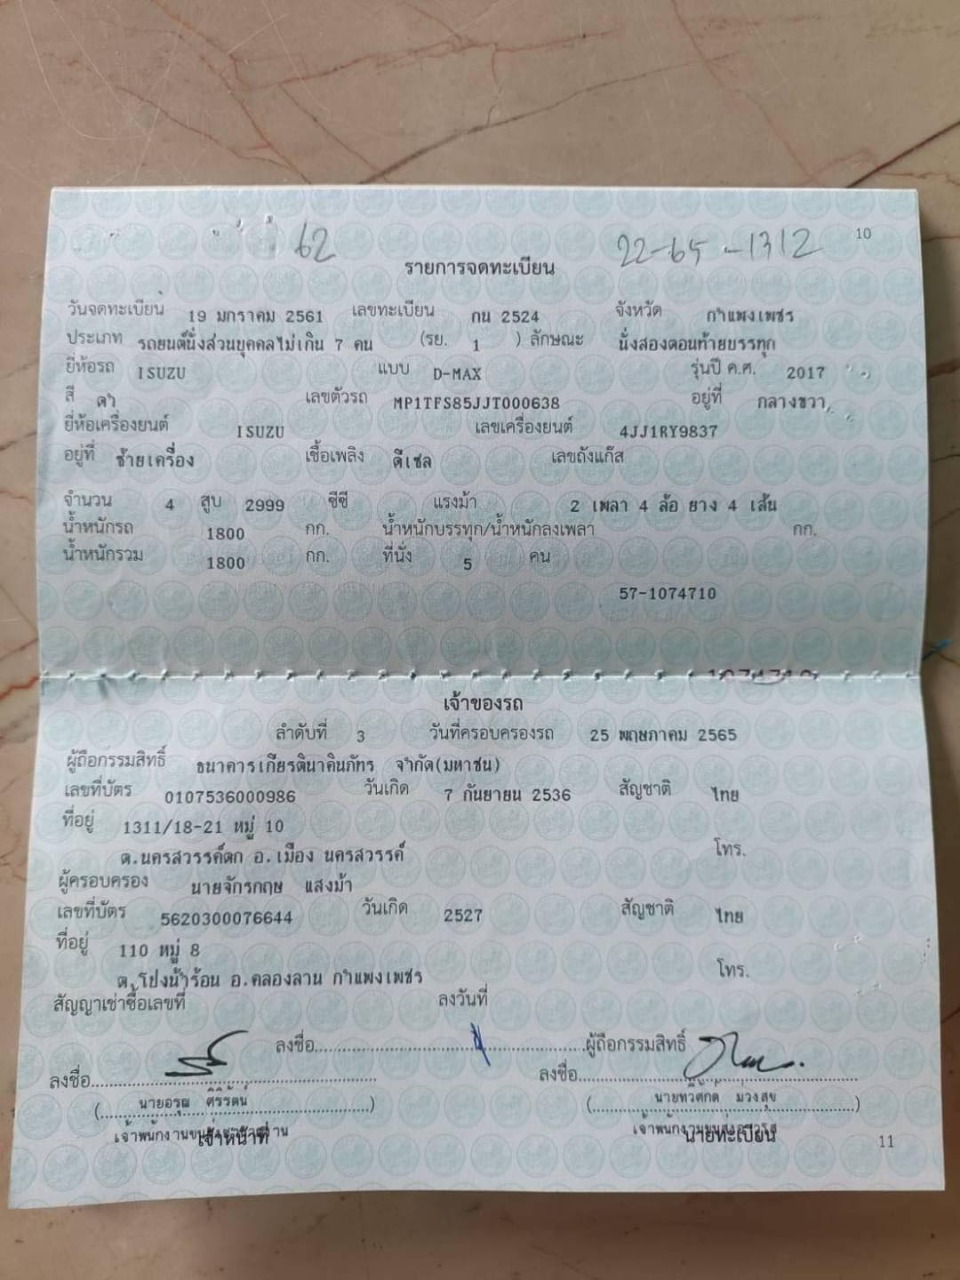 62 22-65-1312 10
รายการจดทะเบียน
วันจดทะเบียน 19 มกราคม 2561 เลขทะเบียน กน 2524 จังหวัด กำแพงเพชร
ประเภท รถยนต์นั่งส่วนบุคคลไม่เกิน 7 คน (รย. 1 ) ลักษณะ นั่งสองตอนท้ายบรรทุก
ยี่ห้อรถ ISUZU แบบ D-MAX รุ่นปี ค.ศ. 2017
สี ดำ เลขตัวรถ MP1TFS85JJT000638 อยู่ที่ กลางขวา
ยี่ห้อเครื่องยนต์ ISUZU เลขเครื่องยนต์ 4JJ1RY9837
อยู่ที่ ซ้ายเครื่อง เชื้อเพลิง ดีเซล เลขถังแก๊ส
จำนวน 4 สูบ 2999 ซีซี แรงม้า 2 เพลา 4 ล้อ ยาง 4 เส้น
น้ำหนักรถ 1800 กก. น้ำหนักบรรทุก/น้ำหนักลงเพลา กก.
น้ำหนักรวม 1800 กก. ที่นั่ง 5 คน
57-1074710
เจ้าของรถ
ลำดับที่ 3 วันที่ครอบครองรถ 25 พฤษภาคม 2565
ผู้ถือกรรมสิทธิ์ ธนาคารเกียรตินาคินภัทร จำกัด(มหาชน)
เลขที่บัตร 0107536000986 วันเกิด 7 กันยายน 2536 สัญชาติ ไทย
ที่อยู่ 1311/18-21 หมู่ 10
ต.นครสวรรค์ตก อ.เมือง นครสวรรค์ โทร.
ผู้ครอบครอง นายจักรกฤษ แสงม้า
เลขที่บัตร 5620300076644 วันเกิด 2527 สัญชาติ ไทย
ที่อยู่ 110 หมู่ 8
ต.โป่งน้ำร้อน อ.คลองลาน กำแพงเพชร โทร.
สัญญาเช่าซื้อเลขที่ ลงวันที่
ลงชื่อ ผู้ถือกรรมสิทธิ์
ลงชื่อ ลงชื่อ
(นายอรุณ ศิริรัตน์) (นายทวีศักดิ์ ม่วงสุข)
เจ้าหน้าที่ นายทะเบียน
11